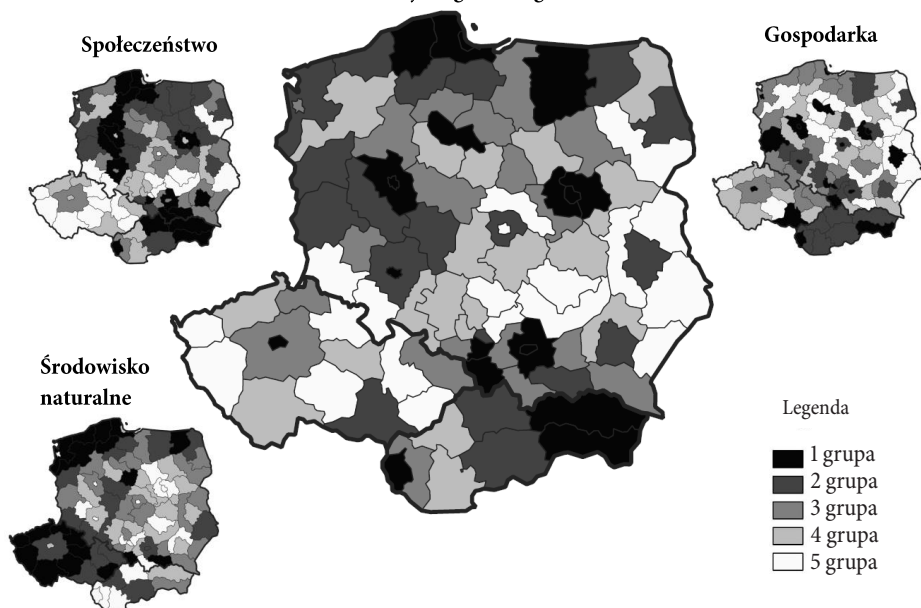 Społeczeństwo
Gospodarka
Środowisko
naturalne
Legenda
1 grupa
2 grupa
3 grupa
4 grupa
5 grupa